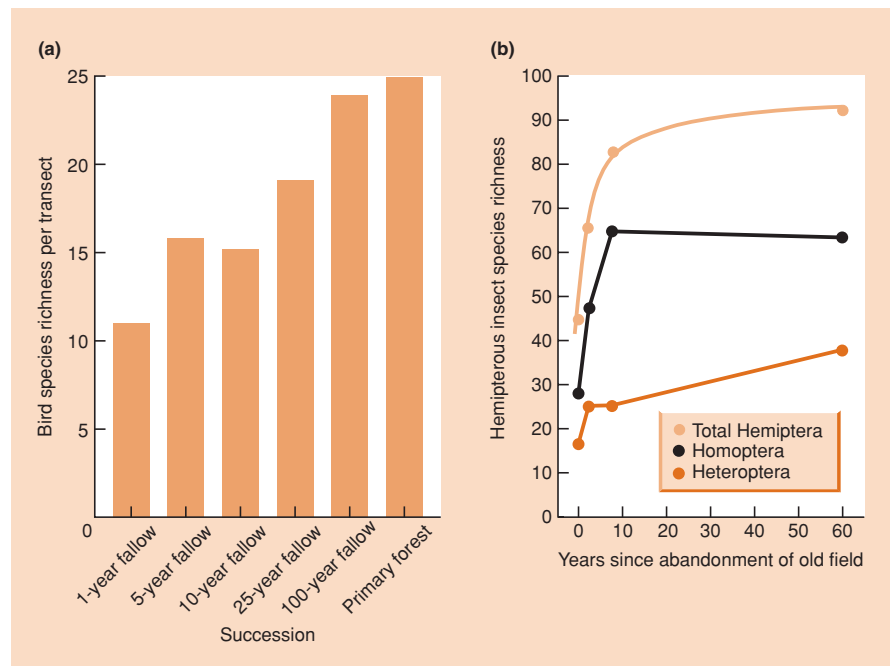 (a)
Bird species richness per transect
25
20
15
10
5
0
1-year fallow
5-year fallow
10-year fallow
25-year fallow
100-year fallow
Primary forest
Succession
(b)
Hemipterous insect species richness
100
90
80
70
60
50
40
30
20
10
0
Total Hemiptera
Homoptera
Heteroptera
0 10 20 30 40 50 60
Years since abandonment of old field